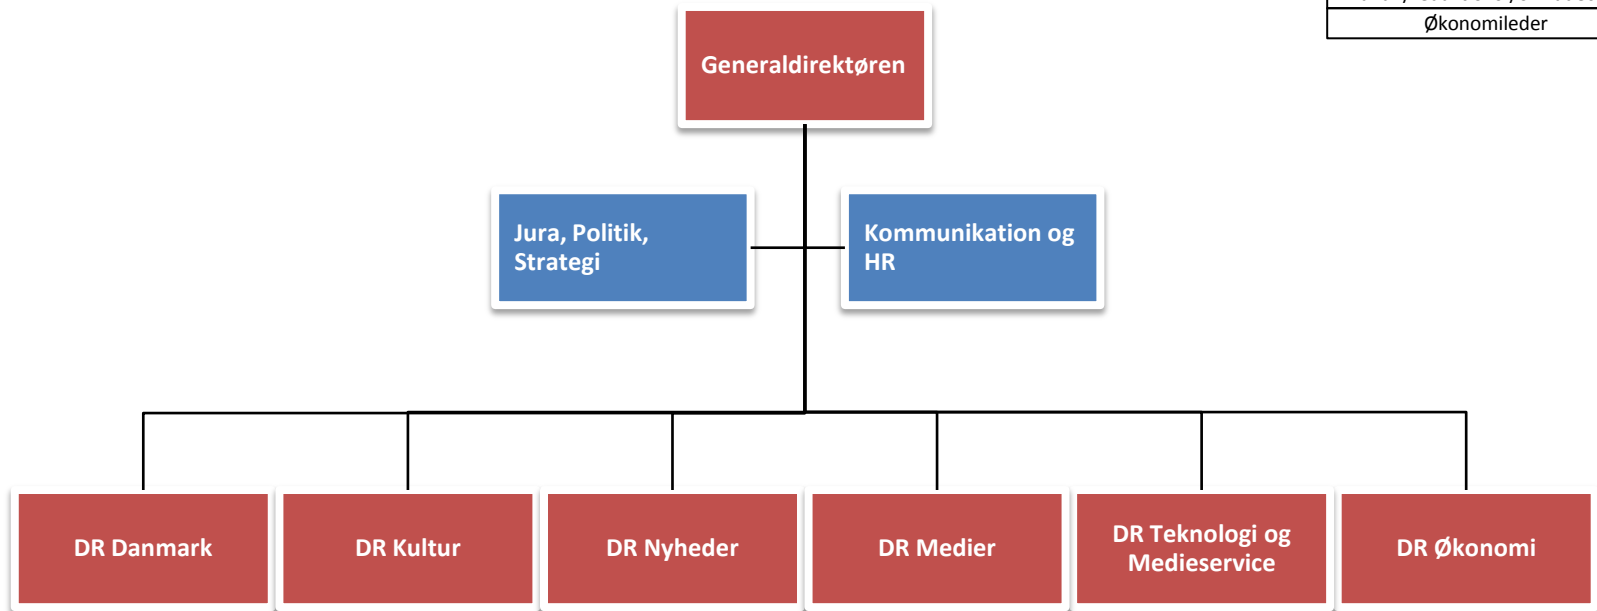 Økonomileder
Generaldirektøren
Jura, Politik,
Strategi
Kommunikation og
HR
DR Danmark
DR Kultur
DR Nyheder
DR Medier
DR Teknologi og
Medieservice
DR Økonomi